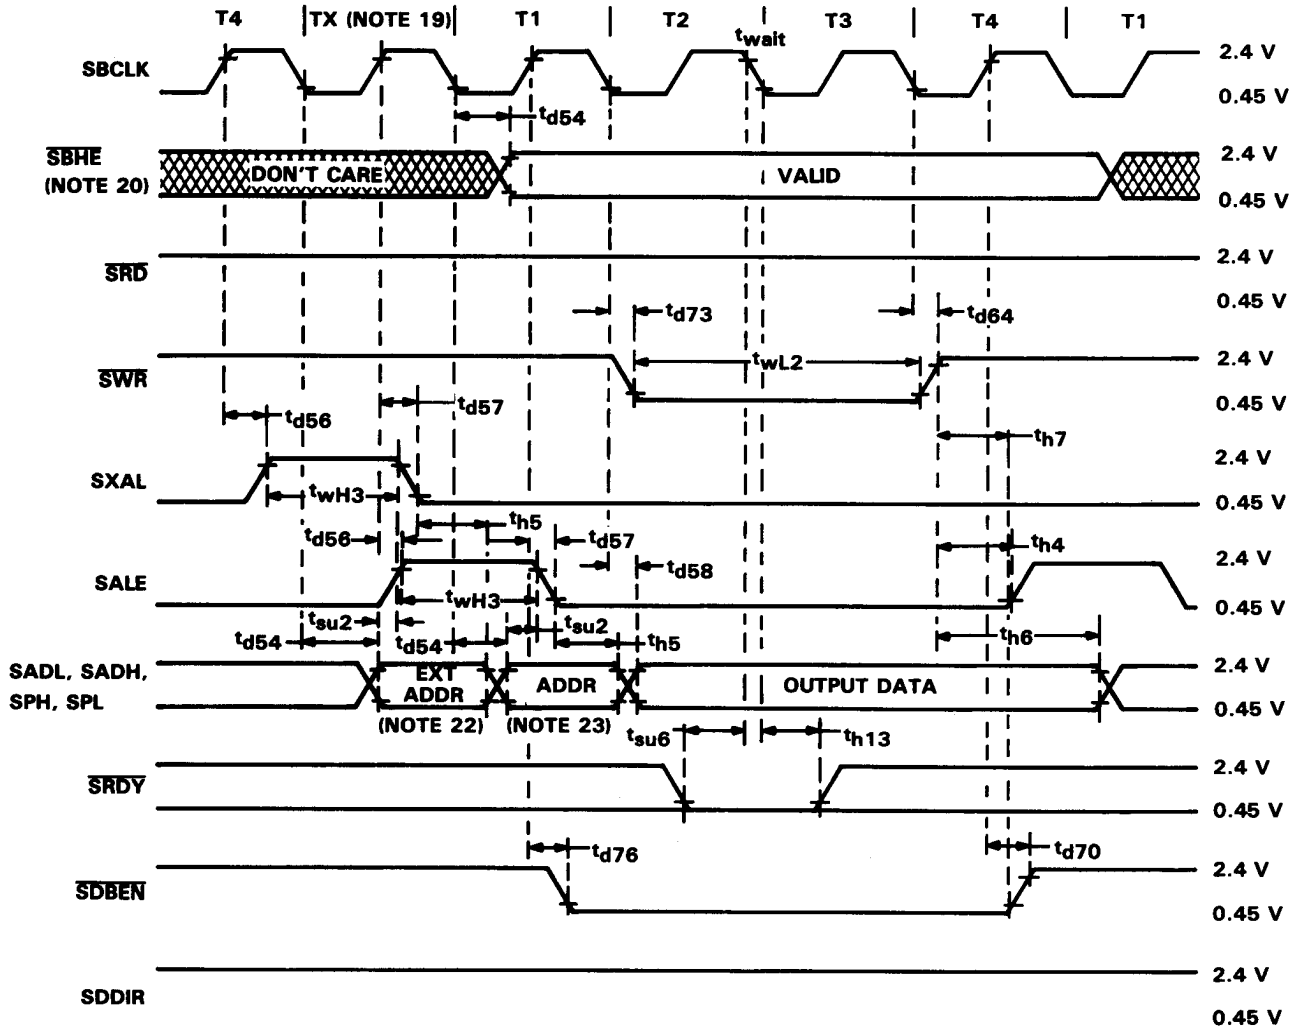 T4 TX (NOTE 19) T1 T2 T3 T4 T1
twait
SBCLK 2.4 V
0.45 V
td54
SBHE DON'T CARE VALID 2.4 V
(NOTE 20) 0.45 V
SRD 2.4 V
0.45 V
td73 td64
SWR twL2 2.4 V
0.45 V
td56 td57
th7
SXAL 2.4 V
twH3 0.45 V
th5
td56 td57 th4
SALE td58 2.4 V
twH3 0.45 V
tsu2 tsu2
td54 td54 th5 th6
SADL, SADH, EXT ADDR OUTPUT DATA 2.4 V
SPH, SPL ADDR 0.45 V
(NOTE 22) (NOTE 23)
tsu6 th13
SRDY 2.4 V
0.45 V
td76 td70
SDBEN 2.4 V
0.45 V
SDDIR 2.4 V
0.45 V